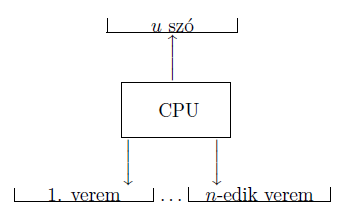 u szó
CPU
1. verem ... n-edik verem